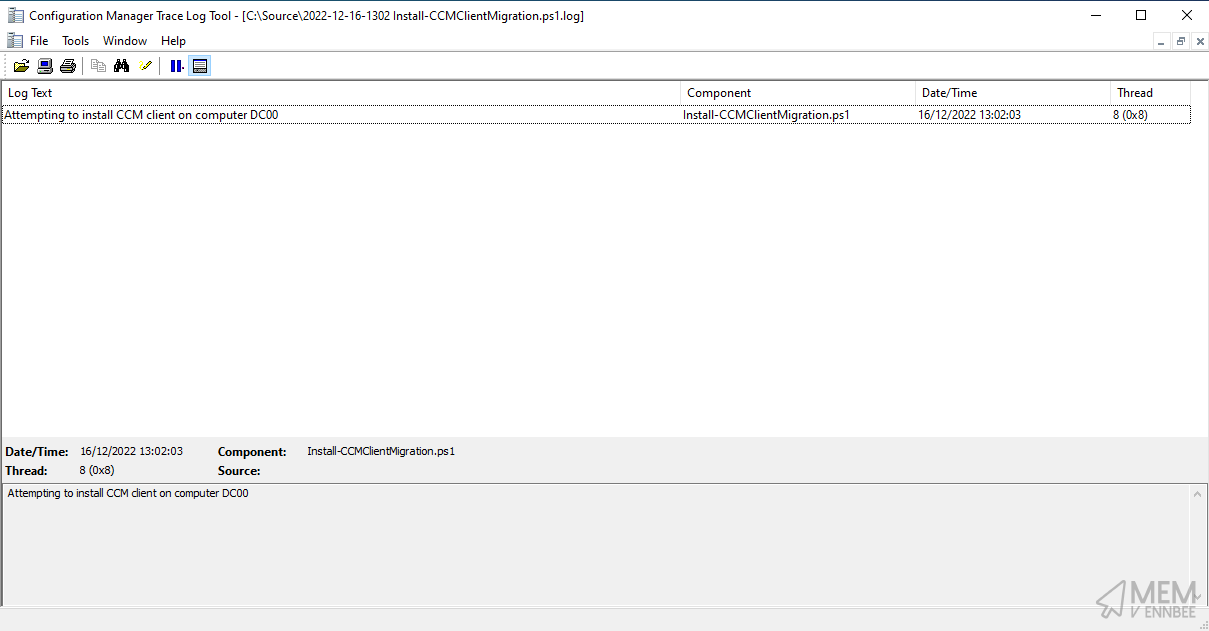 Configuration Manager Trace Log Tool - [C:\Source\2022-12-16-1302 Install-CCMClientMigration.ps1.log]
File Tools Window Help
Log Text Component Date/Time Thread
Attempting to install CCM client on computer DC00 Install-CCMClientMigration.ps1 16/12/2022 13:02:03 8 (0x8)
Date/Time: 16/12/2022 13:02:03 Component: Install-CCMClientMigration.ps1
Thread: 8 (0x8) Source:
Attempting to install CCM client on computer DC00
MEM
V ENNBEE